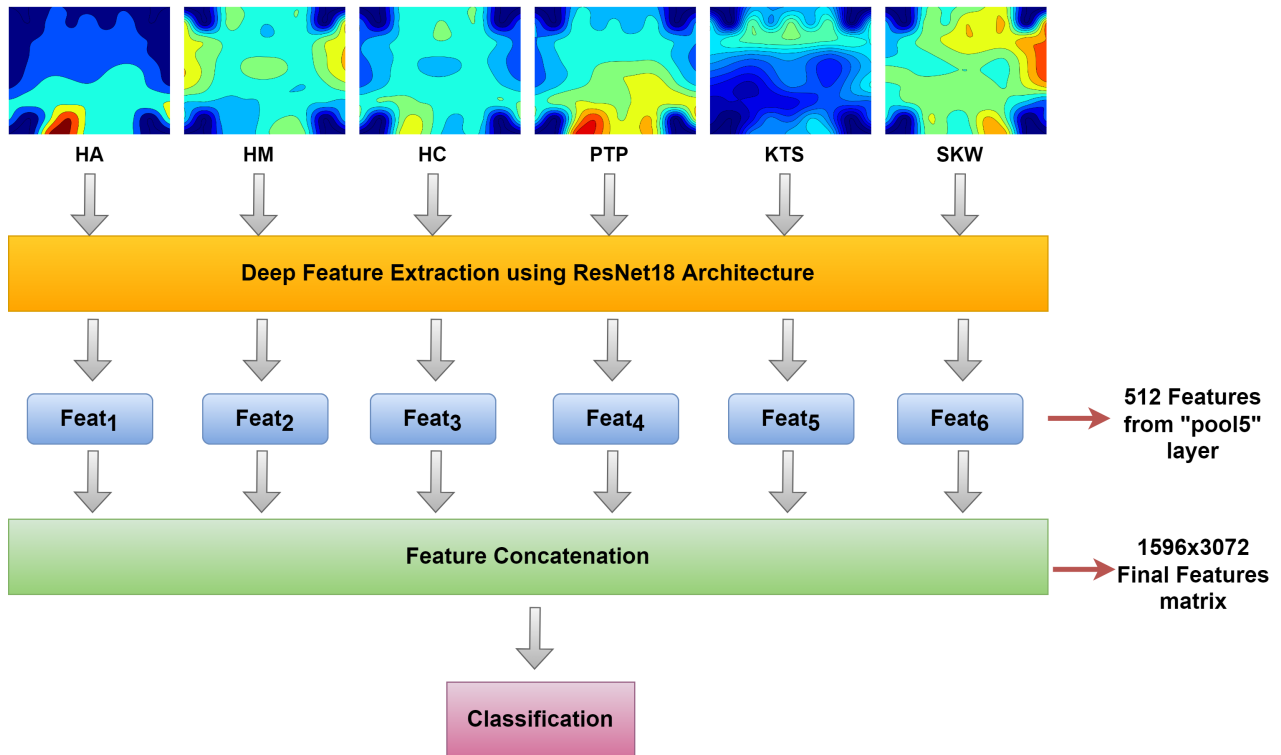 HA
HM
HC
PTP
KTS
SKW
Deep Feature Extraction using ResNet18 Architecture
Feat1
Feat2
Feat3
Feat4
Feat5
Feat6
512 Features
from "pool5"
layer
Feature Concatenation
1596x3072
Final Features
matrix
Classification